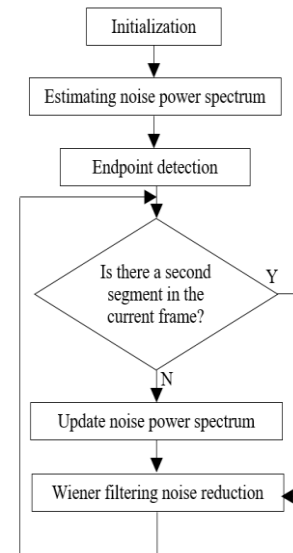 Initialization
Estimating noise power spectrum
Endpoint detection
Is there a second
segment in the
current frame?
Y
N
Update noise power spectrum
Wiener filtering noise reduction